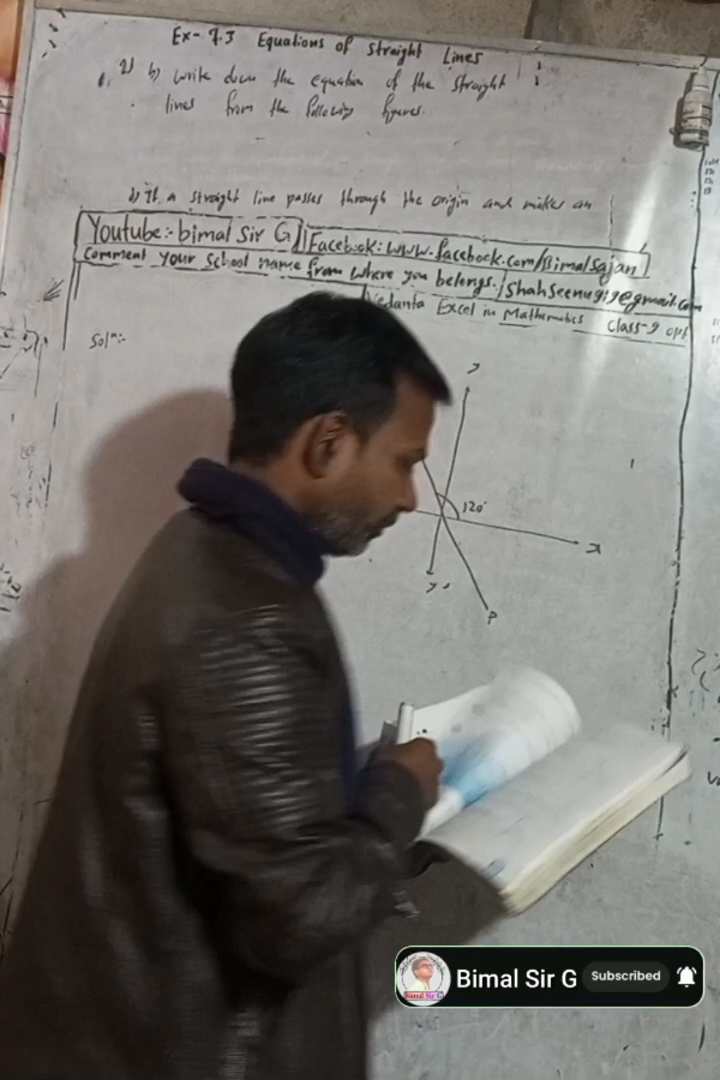 Ex- 7.3 Equations of Straight Lines
2) b) Write down the equation of the straight
lines from the following figures.
If a straight line passes through the origin and makes an
Youtube:- bimal Sir G
Facebook: www.facebook.com/Bimalsajan
Comment your School name from where you belongs.
Vedanta Excel in Mathematics Class-9 opt
Solⁿ:-
y
120°
x
y'
P
Bimal Sir G Subscribed